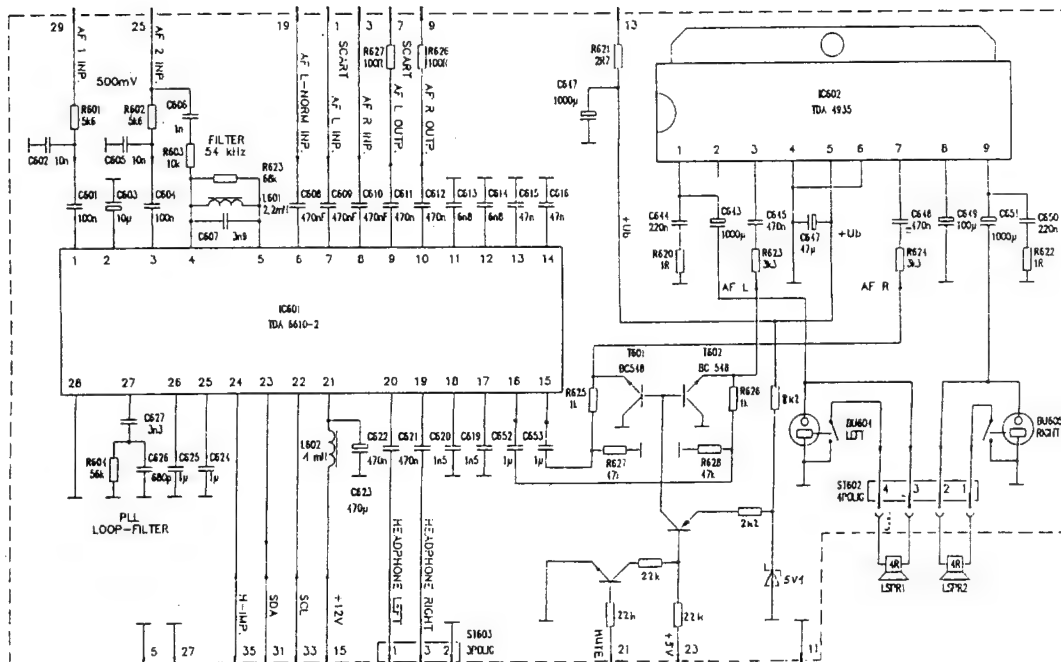 29
25
19
1
3
7
9
13
AF 1 INP.
AF 2 INP.
AF L-NORM INP.
SCART
AF L INP.
AF R INP.
R627
100R
SCART
AF L OUTP.
R626
100R
AF R OUTP.
R621
2R7
C647
1000µ
IC602
TDA 4935
500mV
R601
5k6
R602
5k6
C606
1n
C602 10n
C605 10n
R603
10k
FILTER
54 kHz
R623
68k
L601
2,2mH
C607
3n9
C601
100n
C603
10µ
C604
100n
C608
470nF
C609
470nF
C610
470nF
C611
470n
C612
470n
C613
6n8
C614
6n8
C615
47n
C616
47n
+Ub
1 2 3 4 5 6 7 8 9
C644
220n
C643
1000µ
C645
470n
C647
47µ
+Ub
C648
470n
C649
100µ
C651
1000µ
C650
220n
R620
1R
R623
3k3
R624
3k3
R622
1R
AF L
AF R
1 2 3 4 5 6 7 8 9 10 11 12 13 14
IC601
TDA 6610-2
28 27 26 25 24 23 22 21 20 19 18 17 16 15
T601
BC548
T602
BC 548
R625
1k
R626
1k
8k2
R627
47k
R628
47k
BU604
LEFT
BU605
RIGHT
C627
3n3
R604
56k
C626
680p
C625
1µ
C624
1µ
L602
1 mH
C623
470µ
C622
470n
C621
470n
C620
1n5
C619
1n5
C652
1µ
C653
1µ
PLL
LOOP-FILTER
ST602
4POLIG
4 3 2 1
4R
LSPR1
4R
LSPR2
2k2
22k
5V1
22k
22k
H-IMP.
SDA
SCL
+12V
HEADPHONE LEFT
HEADPHONE RIGHT
MUTE
+5V
ST603
3POLIG
5
27
35
31
33
15
1
3
2
21
23
11